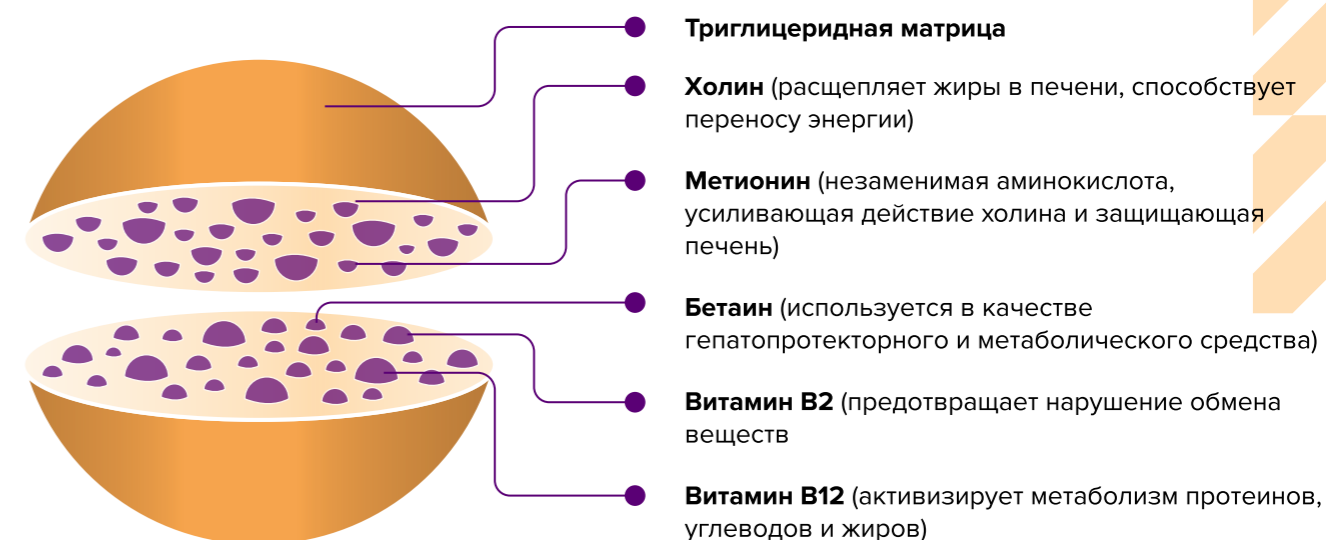 Триглицеридная матрица
Холин (расщепляет жиры в печени, способствует
переносу энергии)
Метионин (незаменимая аминокислота,
усиливающая действие холина и защищающая
печень)
Бетаин (используется в качестве
гепатопротекторного и метаболического средства)
Витамин В2 (предотвращает нарушение обмена
веществ
Витамин В12 (активизирует метаболизм протеинов,
углеводов и жиров)